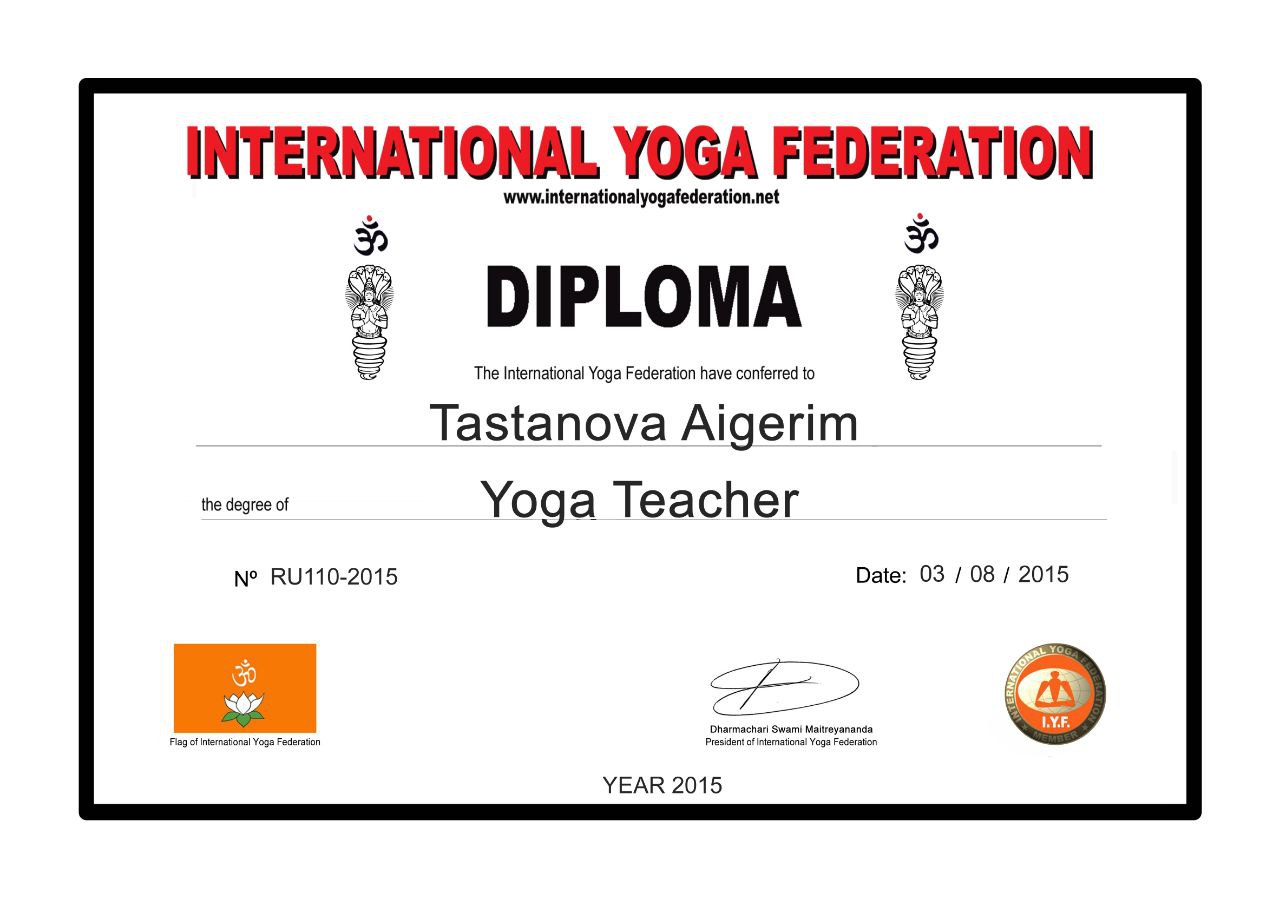 INTERNATIONAL YOGA FEDERATION
www.internationalyogafederation.net
ॐ ॐ
DIPLOMA
The International Yoga Federation have conferred to
Tastanova Aigerim
the degree of Yoga Teacher
Nº RU110-2015 Date: 03 / 08 / 2015
ॐ
Flag of International Yoga Federation
Dharmachari Swami Maitreyananda
President of International Yoga Federation
INTERNATIONAL YOGA FEDERATION
I.Y.F.
MEMBER
YEAR 2015